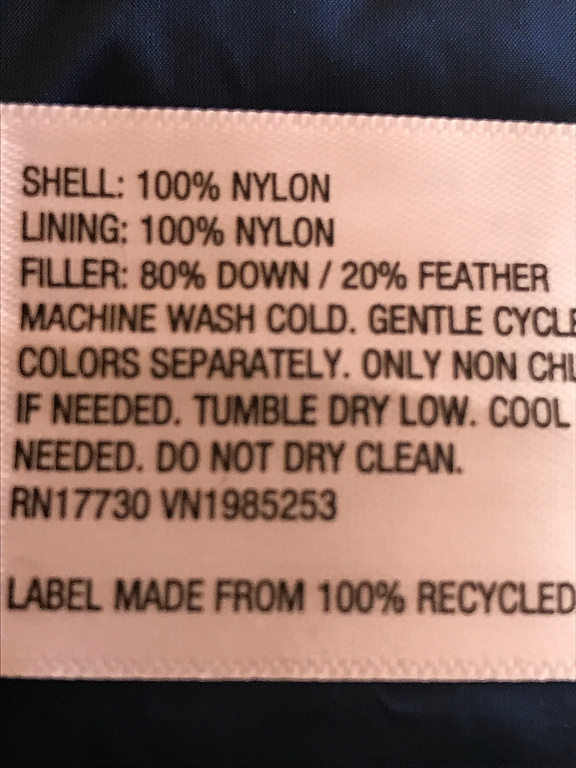 SHELL: 100% NYLON
LINING: 100% NYLON
FILLER: 80% DOWN / 20% FEATHER
MACHINE WASH COLD. GENTLE CYCLE
COLORS SEPARATELY. ONLY NON CHL
IF NEEDED. TUMBLE DRY LOW. COOL
NEEDED. DO NOT DRY CLEAN.
RN17730 VN1985253
LABEL MADE FROM 100% RECYCLED